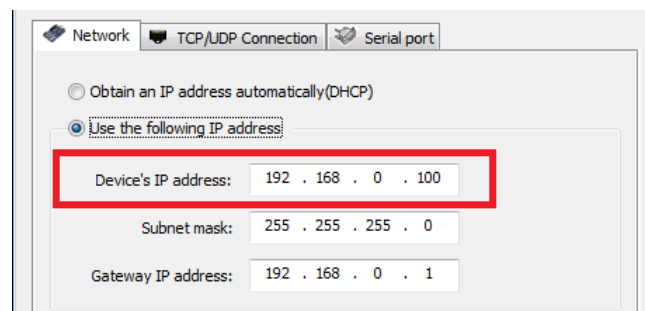 Network TCP/UDP Connection Serial port
Obtain an IP address automatically(DHCP)
Use the following IP address
Device's IP address: 192 . 168 . 0 . 100
Subnet mask: 255 . 255 . 255 . 0
Gateway IP address: 192 . 168 . 0 . 1